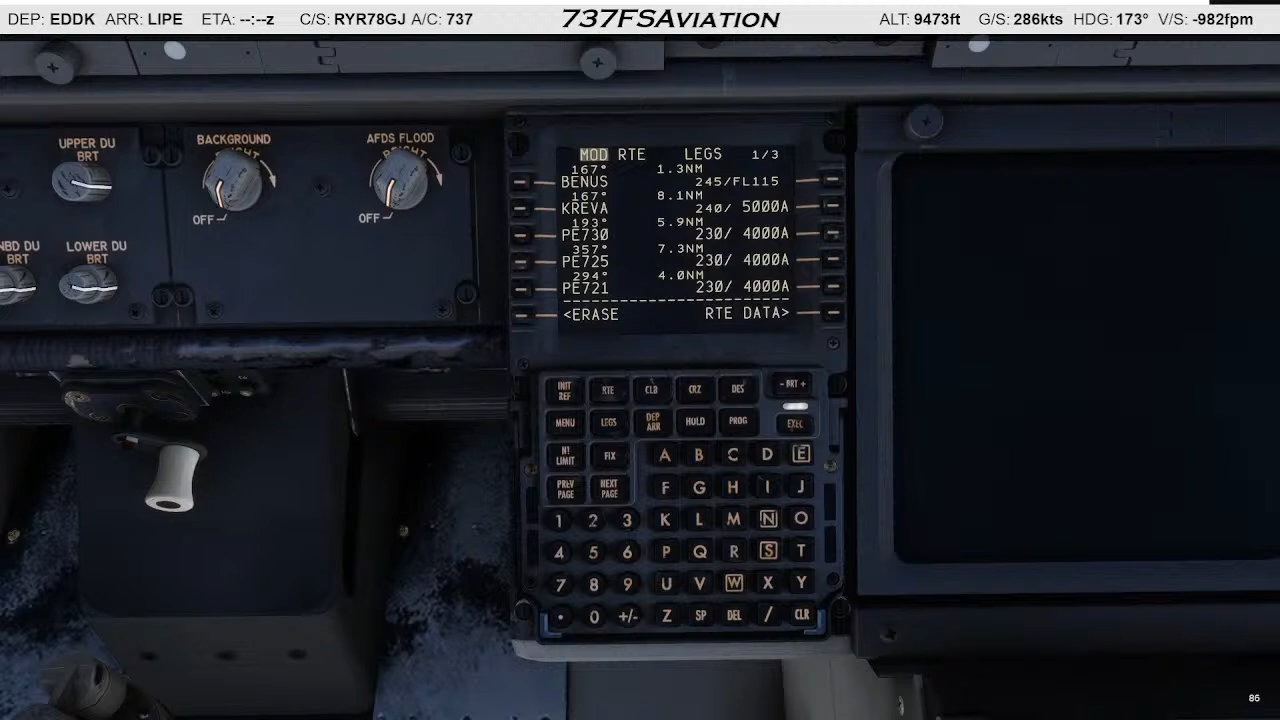 DEP: EDDK ARR: LIPE ETA: --:--z C/S: RYR78GJ A/C: 737 737FSAVIATION ALT: 9473ft G/S: 286kts HDG: 173° V/S: -982fpm
UPPER DU
BRT
BACKGROUND
AFDS FLOOD
BRIGHT
OFF
OFF
LOWER DU
BRT
BRT
MOD RTE LEGS 1/3
167° 1.3NM
BENUS 245/FL115
167° 8.1NM
KREVA 240/ 5000A
193° 5.9NM
PE730 230/ 4000A
357° 7.3NM
PE725 230/ 4000A
294° 4.0NM
PE721 230/ 4000A
--------------------
<ERASE RTE DATA>
INIT REF RTE CLB CRZ DES - BRT +
MENU LEGS DEP ARR HOLD PROG EXEC
N1 LIMIT FIX A B C D E
PREV PAGE NEXT PAGE F G H I J
1 2 3 K L M N O
4 5 6 P Q R S T
7 8 9 U V W X Y
. 0 +/- Z SP DEL / CLR
86